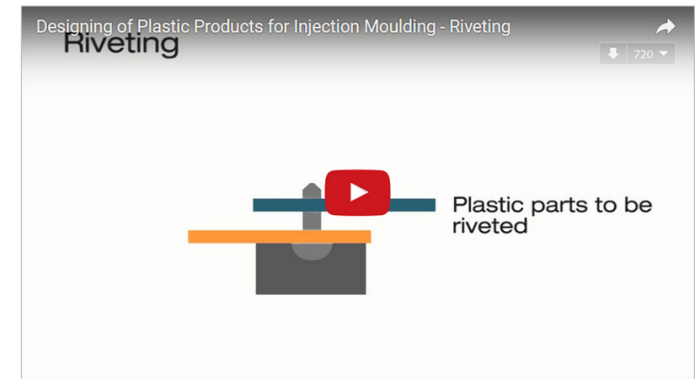 Designing of Plastic Products for Injection Moulding - Riveting
Riveting
720
Plastic parts to be
riveted